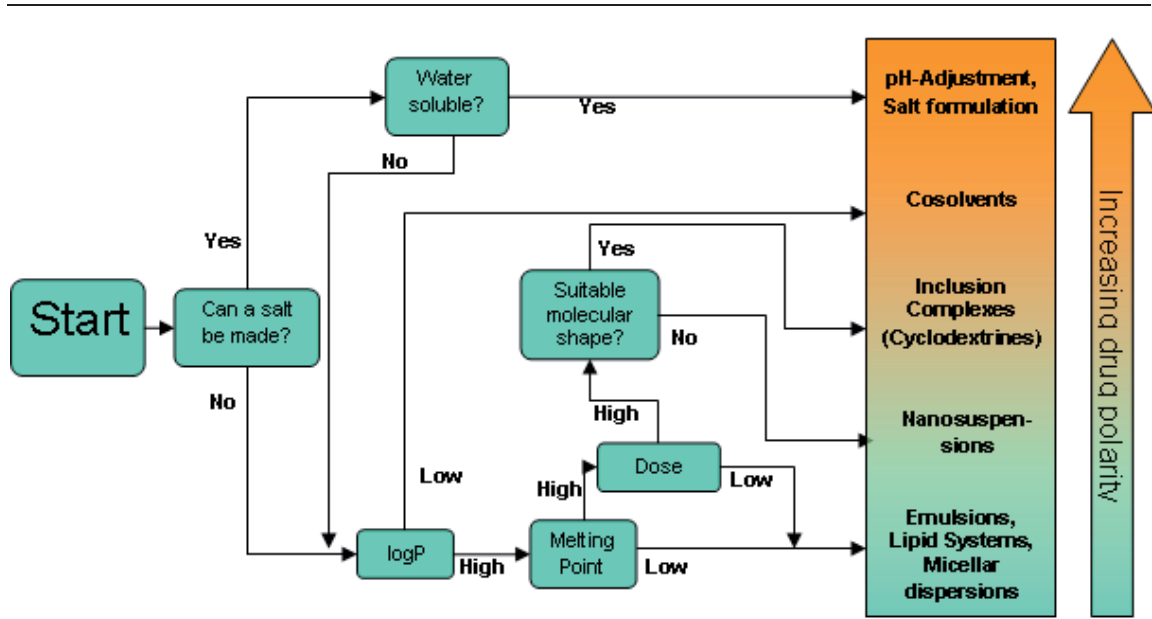 Start
Can a salt
be made?
Yes
No
Water
soluble?
Yes
No
logP
Low
High
Melting
Point
High
Low
Dose
High
Low
Suitable
molecular
shape?
Yes
No
pH-Adjustment,
Salt formulation
Cosolvents
Inclusion
Complexes
(Cyclodextrines)
Nanosuspen-
sions
Emulsions,
Lipid Systems,
Micellar
dispersions
Increasing drug polarity